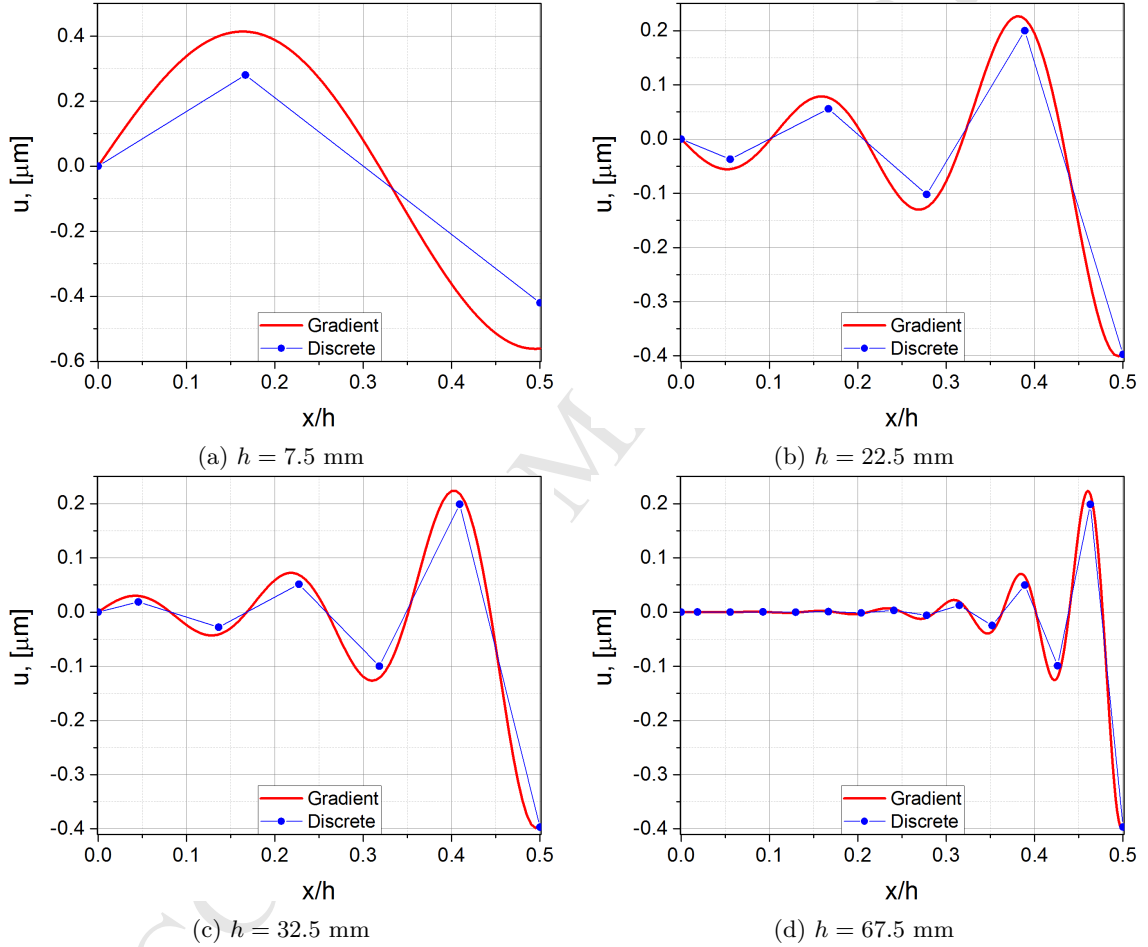 0.4
0.2
0.0
-0.2
-0.4
-0.6
u, [μm]
0.0 0.1 0.2 0.3 0.4 0.5
x/h
Gradient
Discrete
(a) h = 7.5 mm
0.2
0.1
0.0
-0.1
-0.2
-0.3
-0.4
u, [μm]
0.0 0.1 0.2 0.3 0.4 0.5
x/h
Gradient
Discrete
(b) h = 22.5 mm
0.2
0.1
0.0
-0.1
-0.2
-0.3
-0.4
u, [μm]
0.0 0.1 0.2 0.3 0.4 0.5
x/h
Gradient
Discrete
(c) h = 32.5 mm
0.2
0.1
0.0
-0.1
-0.2
-0.3
-0.4
u, [μm]
0.0 0.1 0.2 0.3 0.4 0.5
x/h
Gradient
Discrete
(d) h = 67.5 mm